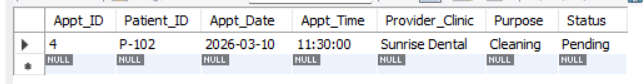 Appt_ID Patient_ID Appt_Date Appt_Time Provider_Clinic Purpose Status
4 P-102 2026-03-10 11:30:00 Sunrise Dental Cleaning Pending
NULL NULL NULL NULL NULL NULL NULL